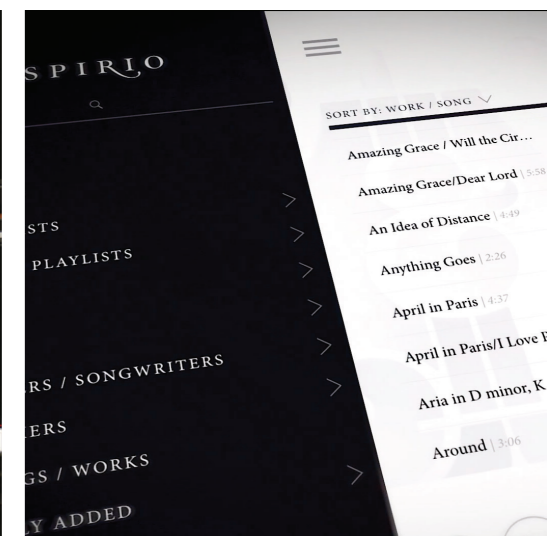 SPIRIO
STS
PLAYLISTS
RS / SONGWRITERS
ERS
GS / WORKS
Y ADDED
SORT BY: WORK / SONG
Amazing Grace / Will the Cir…
Amazing Grace/Dear Lord | 5:58
An Idea of Distance | 4:49
Anything Goes | 2:26
April in Paris | 4:37
April in Paris/I Love P
Aria in D minor, K
Around | 3:06